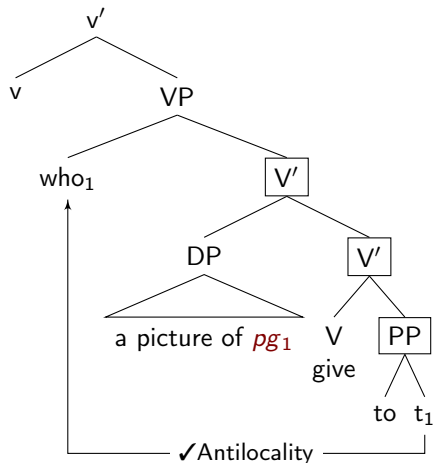 v′
v VP
who₁ V′
DP V′
a picture of pg₁ V PP
give
to t₁
✓Antilocality